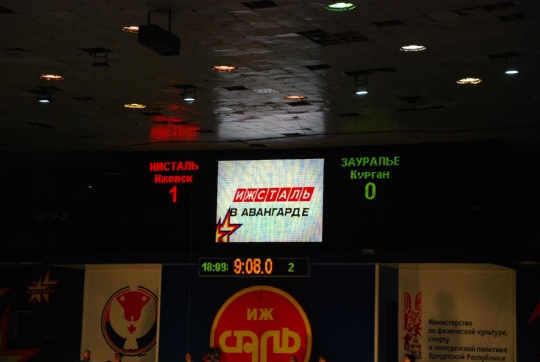 ИЖСТАЛЬ
Ижевск
1
ИЖСТАЛЬ
В АВАНГАРДЕ
ЗАУРАЛЬЕ
Курган
0
18:09
9:08.0
2
ИЖ
СТАЛЬ
Министерство
по физической культуре,
спорту
и молодежной политике
Удмуртской Республики